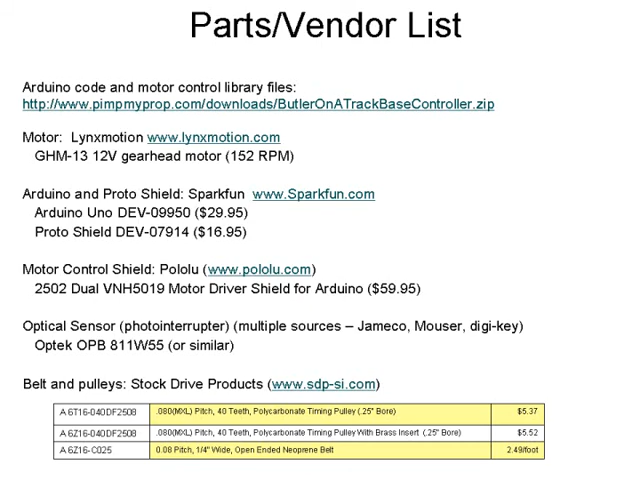 Parts/Vendor List
Arduino code and motor control library files:
http://www.pimpmyprop.com/downloads/ButlerOnATrackBaseController.zip
Motor: Lynxmotion www.lynxmotion.com
GHM-13 12V gearhead motor (152 RPM)
Arduino and Proto Shield: Sparkfun www.Sparkfun.com
Arduino Uno DEV-09950 ($29.95)
Proto Shield DEV-07914 ($16.95)
Motor Control Shield: Pololu (www.pololu.com)
2502 Dual VNH5019 Motor Driver Shield for Arduino ($59.95)
Optical Sensor (photointerrupter) (multiple sources – Jameco, Mouser, digi-key)
Optek OPB 811W55 (or similar)
Belt and pulleys: Stock Drive Products (www.sdp-si.com)
A 6T16-040DF2508 .080(MXL) Pitch, 40 Teeth, Polycarbonate Timing Pulley (.25" Bore) $5.37
A 6Z16-040DF2508 .080(MXL) Pitch, 40 Teeth, Polycarbonate Timing Pulley With Brass Insert (.25" Bore) $5.52
A 6Z16-C025 0.08 Pitch, 1/4" Wide, Open Ended Neoprene Belt 2.49/foot